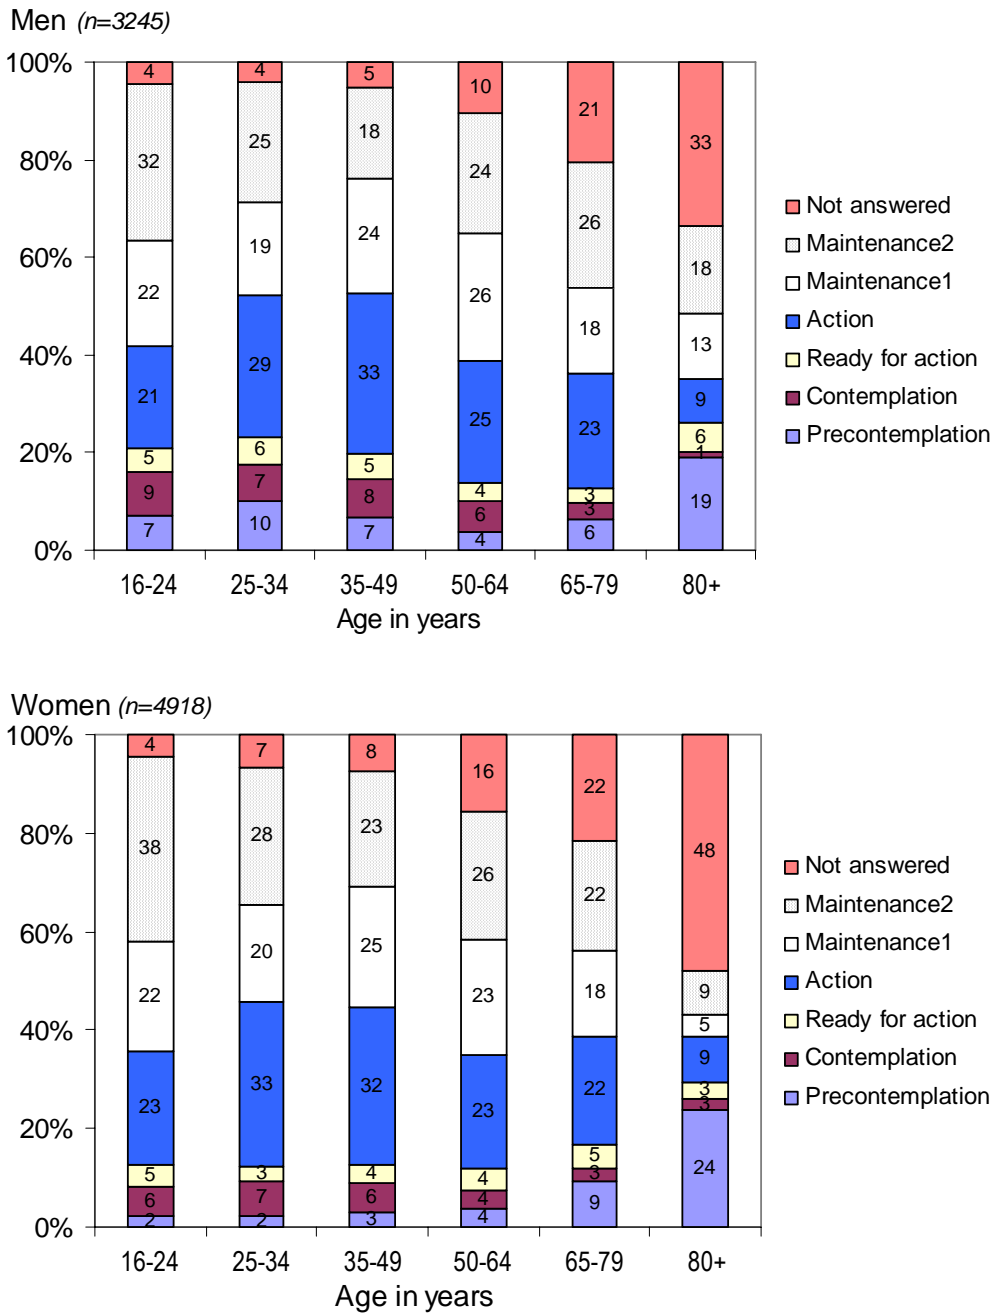 Men (n=3245)
100%
80%
60%
40%
20%
0%
4 4 5 10 21 33
32 25 18 24 26 18
22 19 24 26 18 13
21 29 33 25 23 9
5 6 5 4 3 6
9 7 8 6 3 1
7 10 7 4 6 19
16-24 25-34 35-49 50-64 65-79 80+
Age in years
Not answered
Maintenance2
Maintenance1
Action
Ready for action
Contemplation
Precontemplation
Women (n=4918)
100%
80%
60%
40%
20%
0%
4 7 8 16 22 48
38 28 23 26 22 9
22 20 25 23 18 5
23 33 32 23 22 9
5 3 4 4 5 3
6 7 6 4 3 3
2 2 3 4 9 24
16-24 25-34 35-49 50-64 65-79 80+
Age in years
Not answered
Maintenance2
Maintenance1
Action
Ready for action
Contemplation
Precontemplation